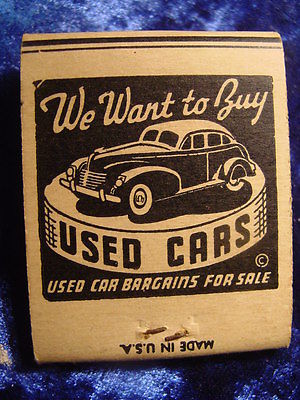 We Want to Buy
USED CARS
©
USED CAR BARGAINS FOR SALE
MADE IN U.S.A.